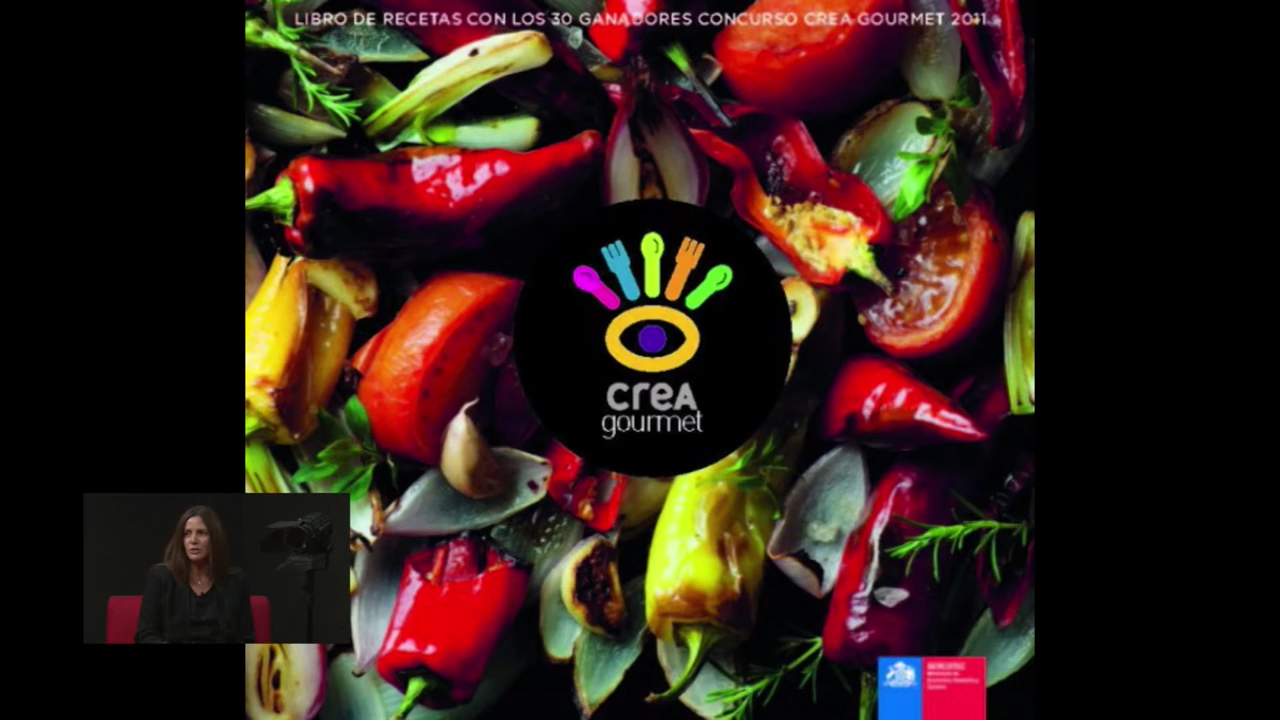 LIBRO DE RECETAS CON LOS 30 GANADORES CONCURSO CREA GOURMET 2011
creA
gourmet